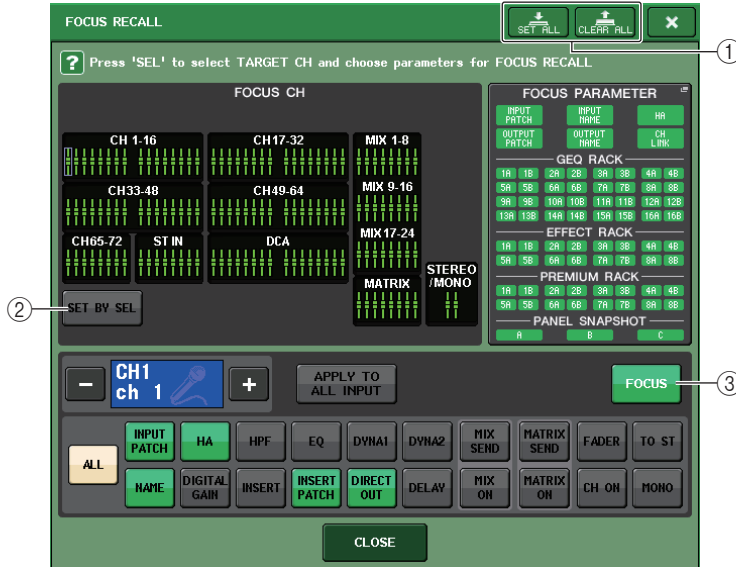 FOCUS RECALL
SET ALL
CLEAR ALL
①
? Press 'SEL' to select TARGET CH and choose parameters for FOCUS RECALL
FOCUS CH
CH 1-16
CH17-32
MIX 1-8
CH33-48
CH49-64
MIX 9-16
CH65-72
ST IN
DCA
MIX17-24
MATRIX
STEREO
/MONO
② SET BY SEL
FOCUS PARAMETER
INPUT PATCH
INPUT NAME
HA
OUTPUT PATCH
OUTPUT NAME
CH LINK
GEQ RACK
1A 1B 2A 2B 3A 3B 4A 4B
5A 5B 6A 6B 7A 7B 8A 8B
9A 9B 10A 10B 11A 11B 12A 12B
13A 13B 14A 14B 15A 15B 16A 16B
EFFECT RACK
1A 1B 2A 2B 3A 3B 4A 4B
5A 5B 6A 6B 7A 7B 8A 8B
PREMIUM RACK
1A 1B 2A 2B 3A 3B 4A 4B
5A 5B 6A 6B 7A 7B 8A 8B
PANEL SNAPSHOT
A B C
CH1
ch 1
APPLY TO
ALL INPUT
FOCUS ③
ALL
INPUT PATCH
HA
HPF
EQ
DYNA1
DYNA2
MIX SEND
MATRIX SEND
FADER
TO ST
NAME
DIGITAL GAIN
INSERT
INSERT PATCH
DIRECT OUT
DELAY
MIX ON
MATRIX ON
CH ON
MONO
CLOSE